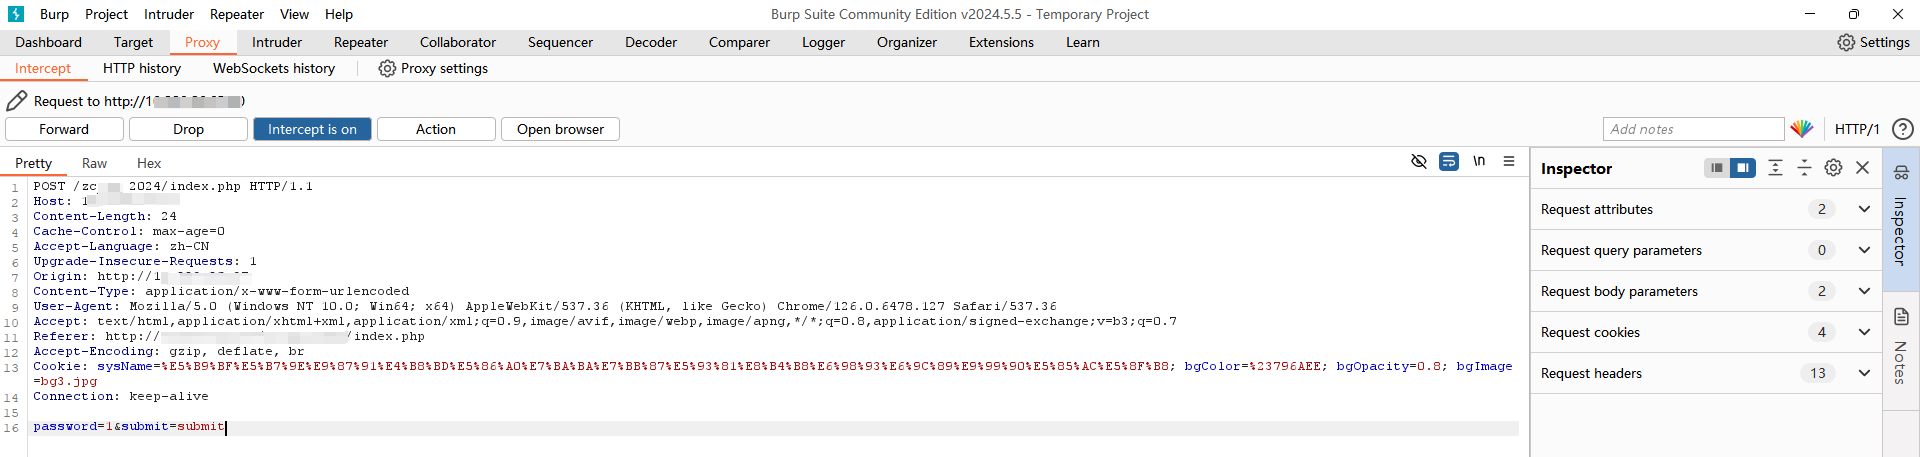 Burp Project Intruder Repeater View Help Burp Suite Community Edition v2024.5.5 - Temporary Project
Dashboard Target Proxy Intruder Repeater Collaborator Sequencer Decoder Comparer Logger Organizer Extensions Learn Settings
Intercept HTTP history WebSockets history Proxy settings
Request to http://1
Forward Drop Intercept is on Action Open browser Add notes HTTP/1 ?
Pretty Raw Hex \n
Inspector
1 POST /zc 2024/index.php HTTP/1.1
2 Host: 1
3 Content-Length: 24
4 Cache-Control: max-age=0
5 Accept-Language: zh-CN
6 Upgrade-Insecure-Requests: 1
7 Origin: http://1
8 Content-Type: application/x-www-form-urlencoded
9 User-Agent: Mozilla/5.0 (Windows NT 10.0; Win64; x64) AppleWebKit/537.36 (KHTML, like Gecko) Chrome/126.0.6478.127 Safari/537.36
10 Accept: text/html,application/xhtml+xml,application/xml;q=0.9,image/avif,image/webp,image/apng,*/*;q=0.8,application/signed-exchange;v=b3;q=0.7
11 Referer: http:// /index.php
12 Accept-Encoding: gzip, deflate, br
13 Cookie: sysName=%E5%B9%BF%E5%B7%9E%E9%87%91%E4%B8%BD%E5%86%A0%E7%BA%BA%E7%BB%87%E5%93%81%E8%B4%B8%E6%98%93%E6%9C%89%E9%99%90%E5%85%AC%E5%8F%B8; bgColor=%23796AEE; bgOpacity=0.8; bgImage
=bg3.jpg
14 Connection: keep-alive
15
16 password=1&submit=submit
Request attributes 2
Request query parameters 0
Request body parameters 2
Request cookies 4
Request headers 13
Inspector
Notes